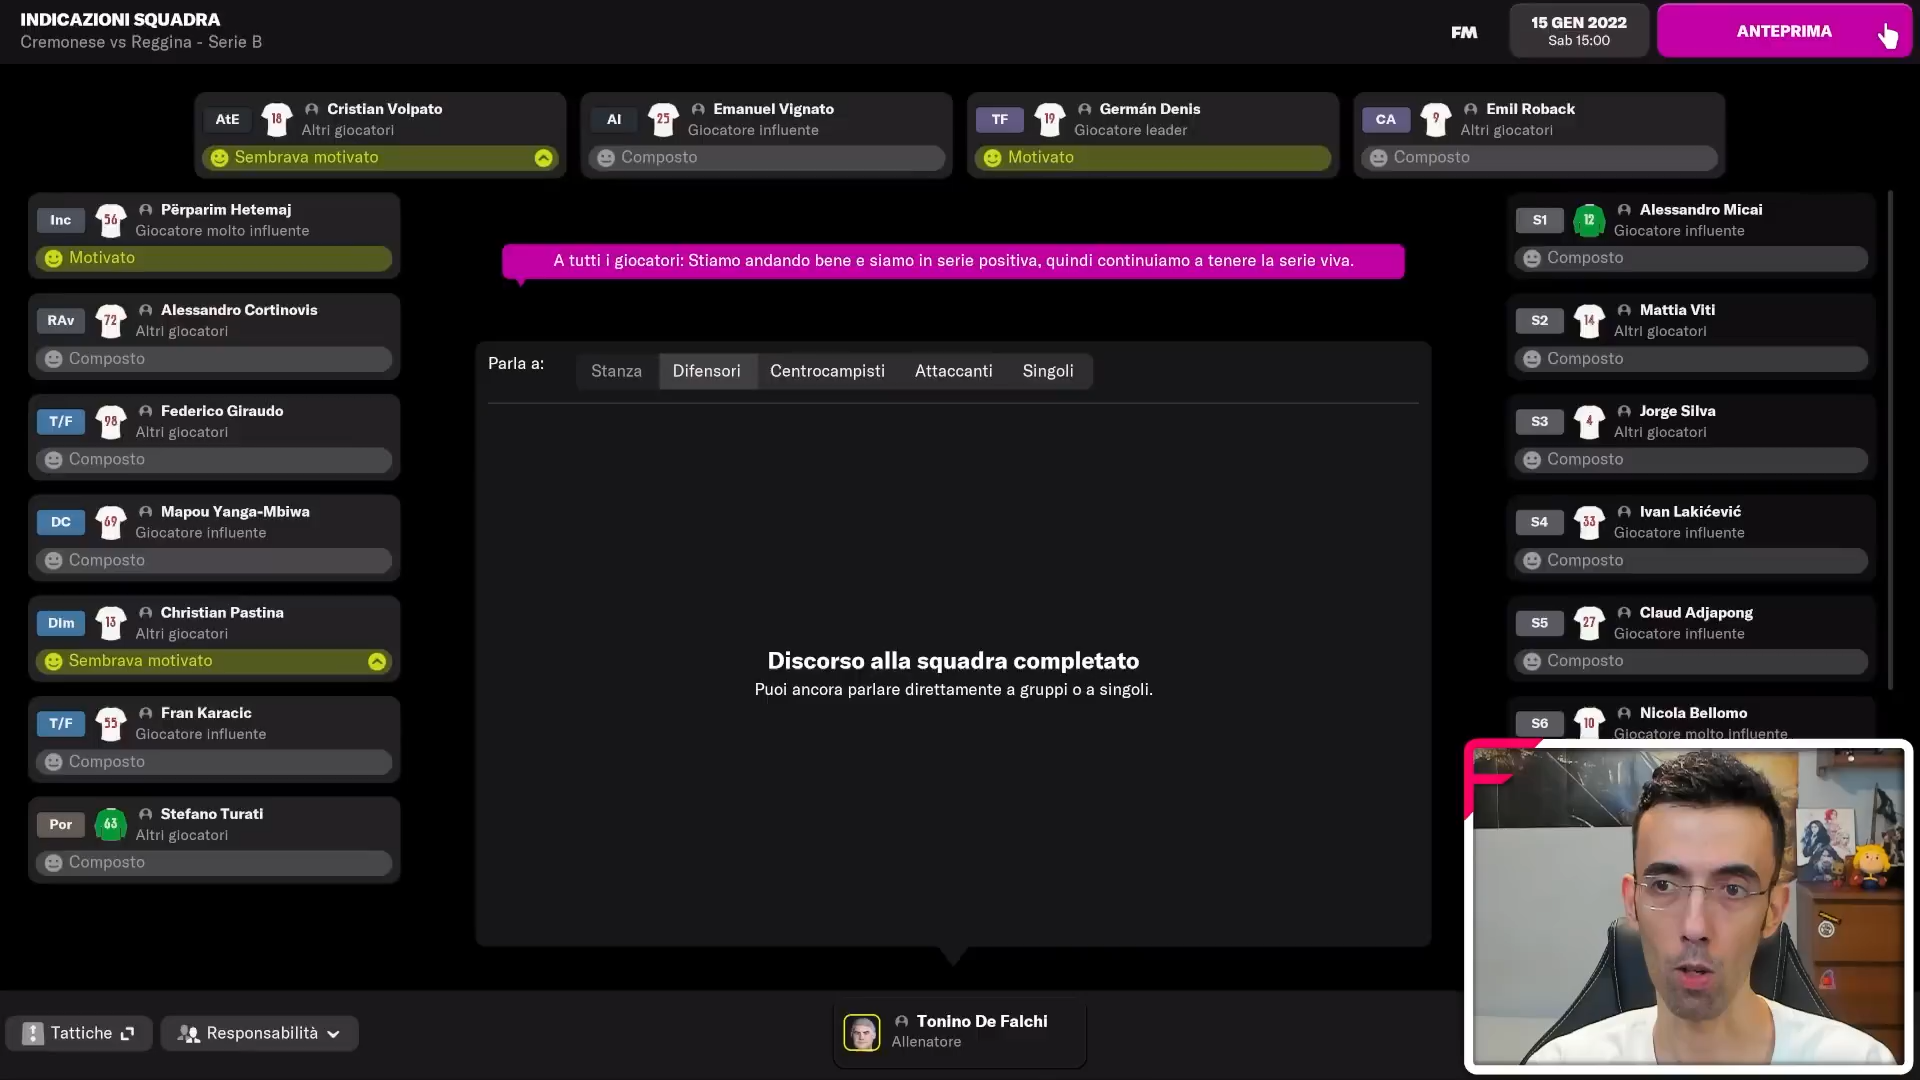 INDICAZIONI SQUADRA
Cremonese vs Reggina - Serie B
FM
15 GEN 2022
Sab 15:00
ANTEPRIMA
AtE
18
Cristian Volpato
Altri giocatori
Sembrava motivato
AI
25
Emanuel Vignato
Giocatore influente
Composto
TF
19
Germán Denis
Giocatore leader
Motivato
CA
9
Emil Roback
Altri giocatori
Composto
Inc
56
Përparim Hetemaj
Giocatore molto influente
Motivato
RAv
72
Alessandro Cortinovis
Altri giocatori
Composto
T/F
98
Federico Giraudo
Altri giocatori
Composto
DC
69
Mapou Yanga-Mbiwa
Giocatore influente
Composto
DIm
13
Christian Pastina
Altri giocatori
Sembrava motivato
T/F
55
Fran Karacic
Giocatore influente
Composto
Por
63
Stefano Turati
Altri giocatori
Composto
A tutti i giocatori: Stiamo andando bene e siamo in serie positiva, quindi continuiamo a tenere la serie viva.
Parla a:
Stanza
Difensori
Centrocampisti
Attaccanti
Singoli
Discorso alla squadra completato
Puoi ancora parlare direttamente a gruppi o a singoli.
S1
12
Alessandro Micai
Giocatore influente
Composto
S2
14
Mattia Viti
Altri giocatori
Composto
S3
4
Jorge Silva
Altri giocatori
Composto
S4
33
Ivan Lakićević
Giocatore influente
Composto
S5
27
Claud Adjapong
Giocatore influente
Composto
S6
10
Nicola Bellomo
Giocatore molto influente
Tattiche
Responsabilità
Tonino De Falchi
Allenatore